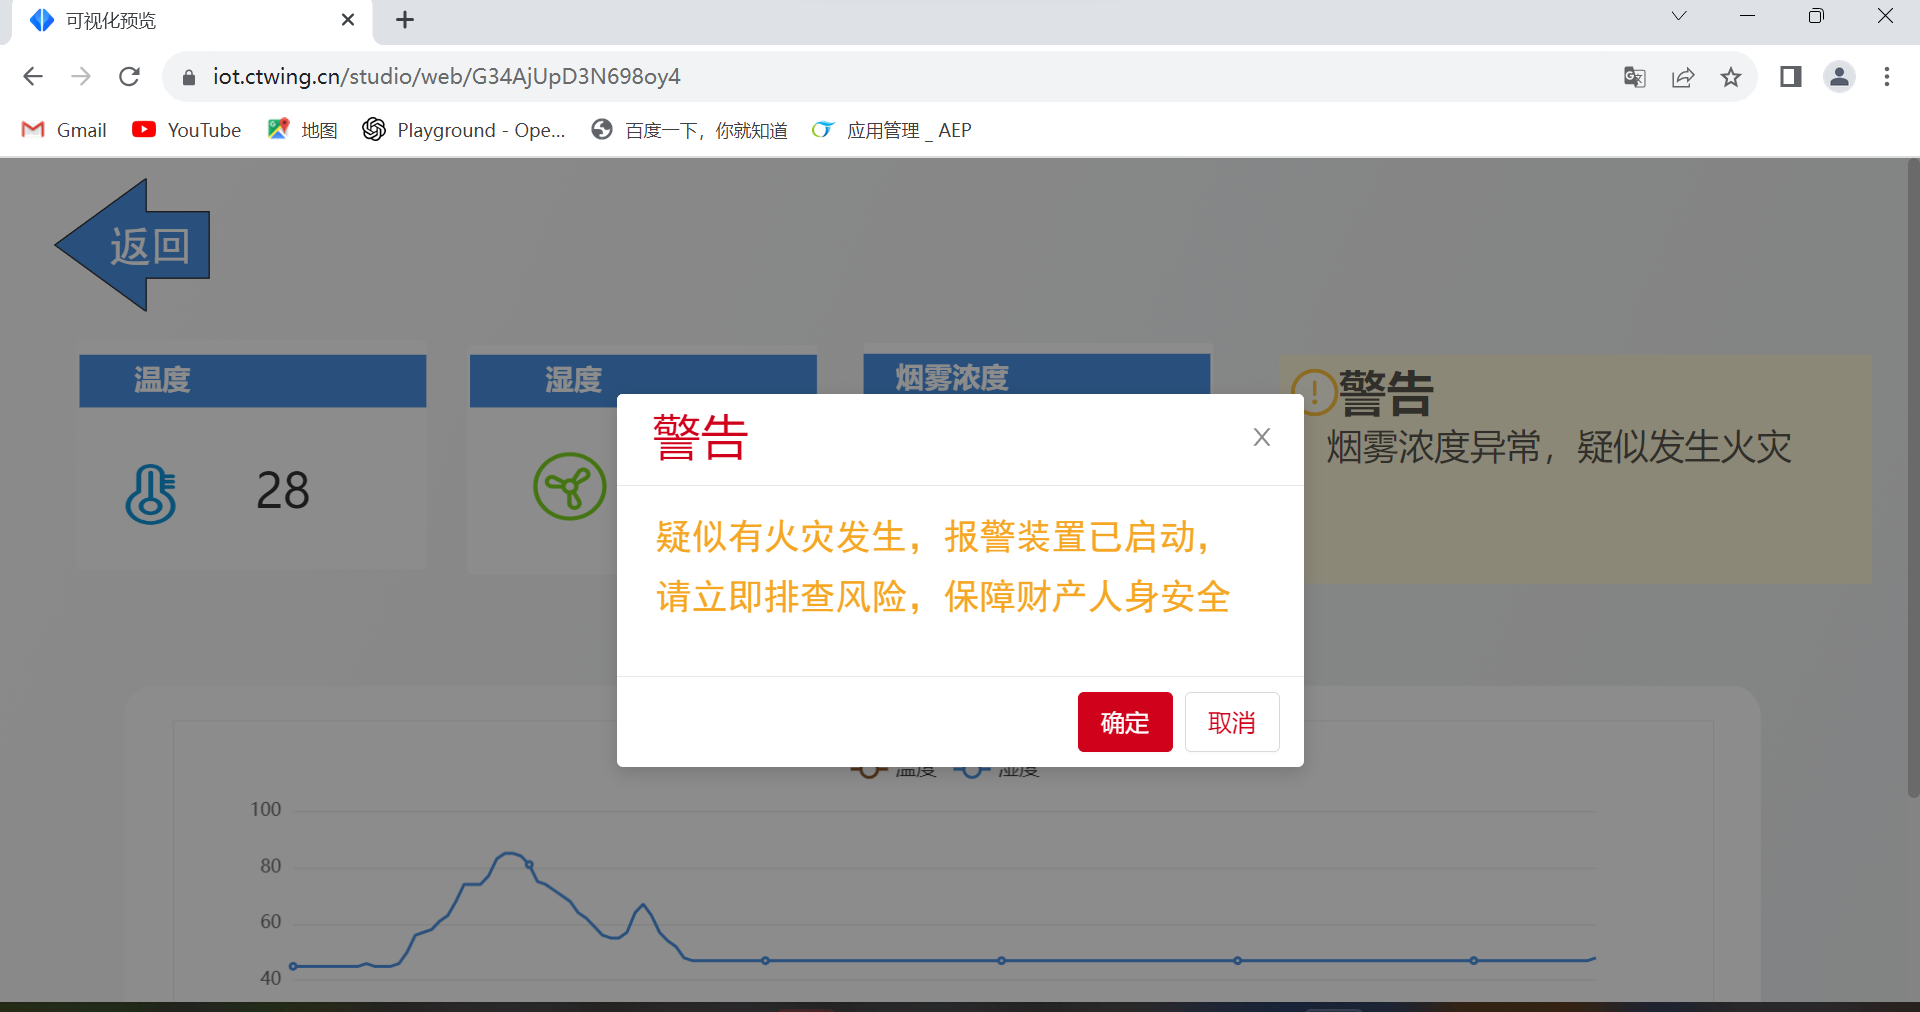 可视化预览
iot.ctwing.cn/studio/web/G34AjUpD3N698oy4
Gmail
YouTube
地图
Playground - Ope...
百度一下，你就知道
应用管理 _ AEP
返回
温度
湿度
烟雾浓度
警告
烟雾浓度异常，疑似发生火灾
28
警告
X
疑似有火灾发生，报警装置已启动，
请立即排查风险，保障财产人身安全
确定
取消
温度
湿度
100
80
60
40